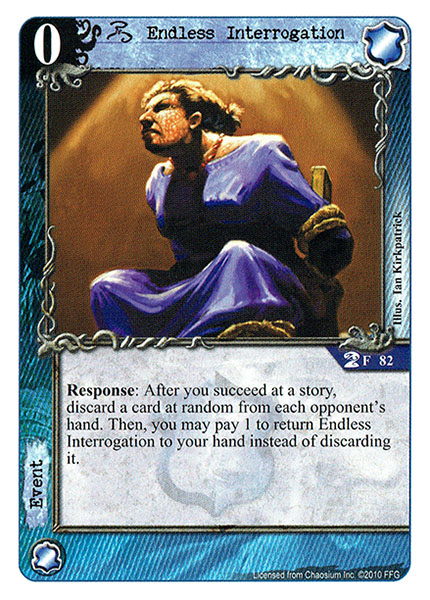 0
Endless Interrogation
Illus. Ian Kirkpatrick
F 82
Response: After you succeed at a story,
discard a card at random from each opponent's
hand. Then, you may pay 1 to return Endless
Interrogation to your hand instead of discarding
it.
Event
Licensed from Chaosium Inc. ©2010 FFG